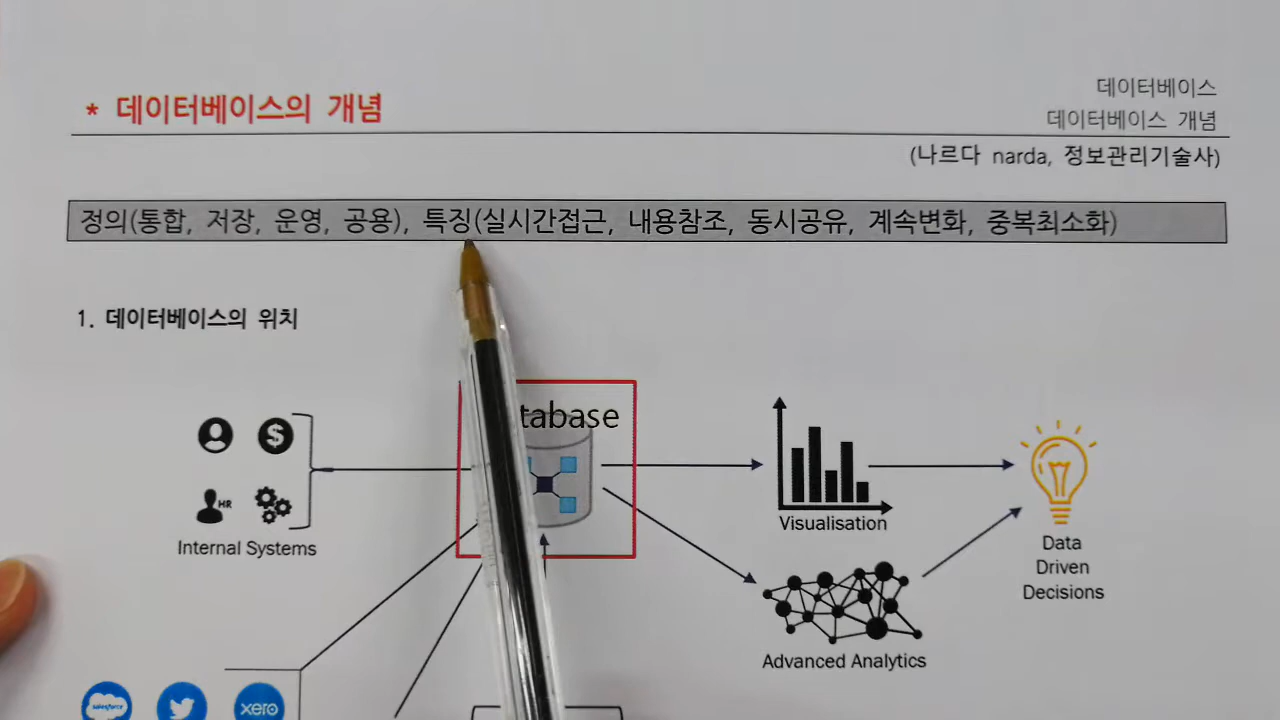 * 데이터베이스의 개념
데이터베이스
데이터베이스 개념
(나르다 narda, 정보관리기술사)
정의(통합, 저장, 운영, 공용), 특징(실시간접근, 내용참조, 동시공유, 계속변화, 중복최소화)
1. 데이터베이스의 위치
tabase
$
HR
Internal Systems
Visualisation
Data
Driven
Decisions
Advanced Analytics
salesforce
xero